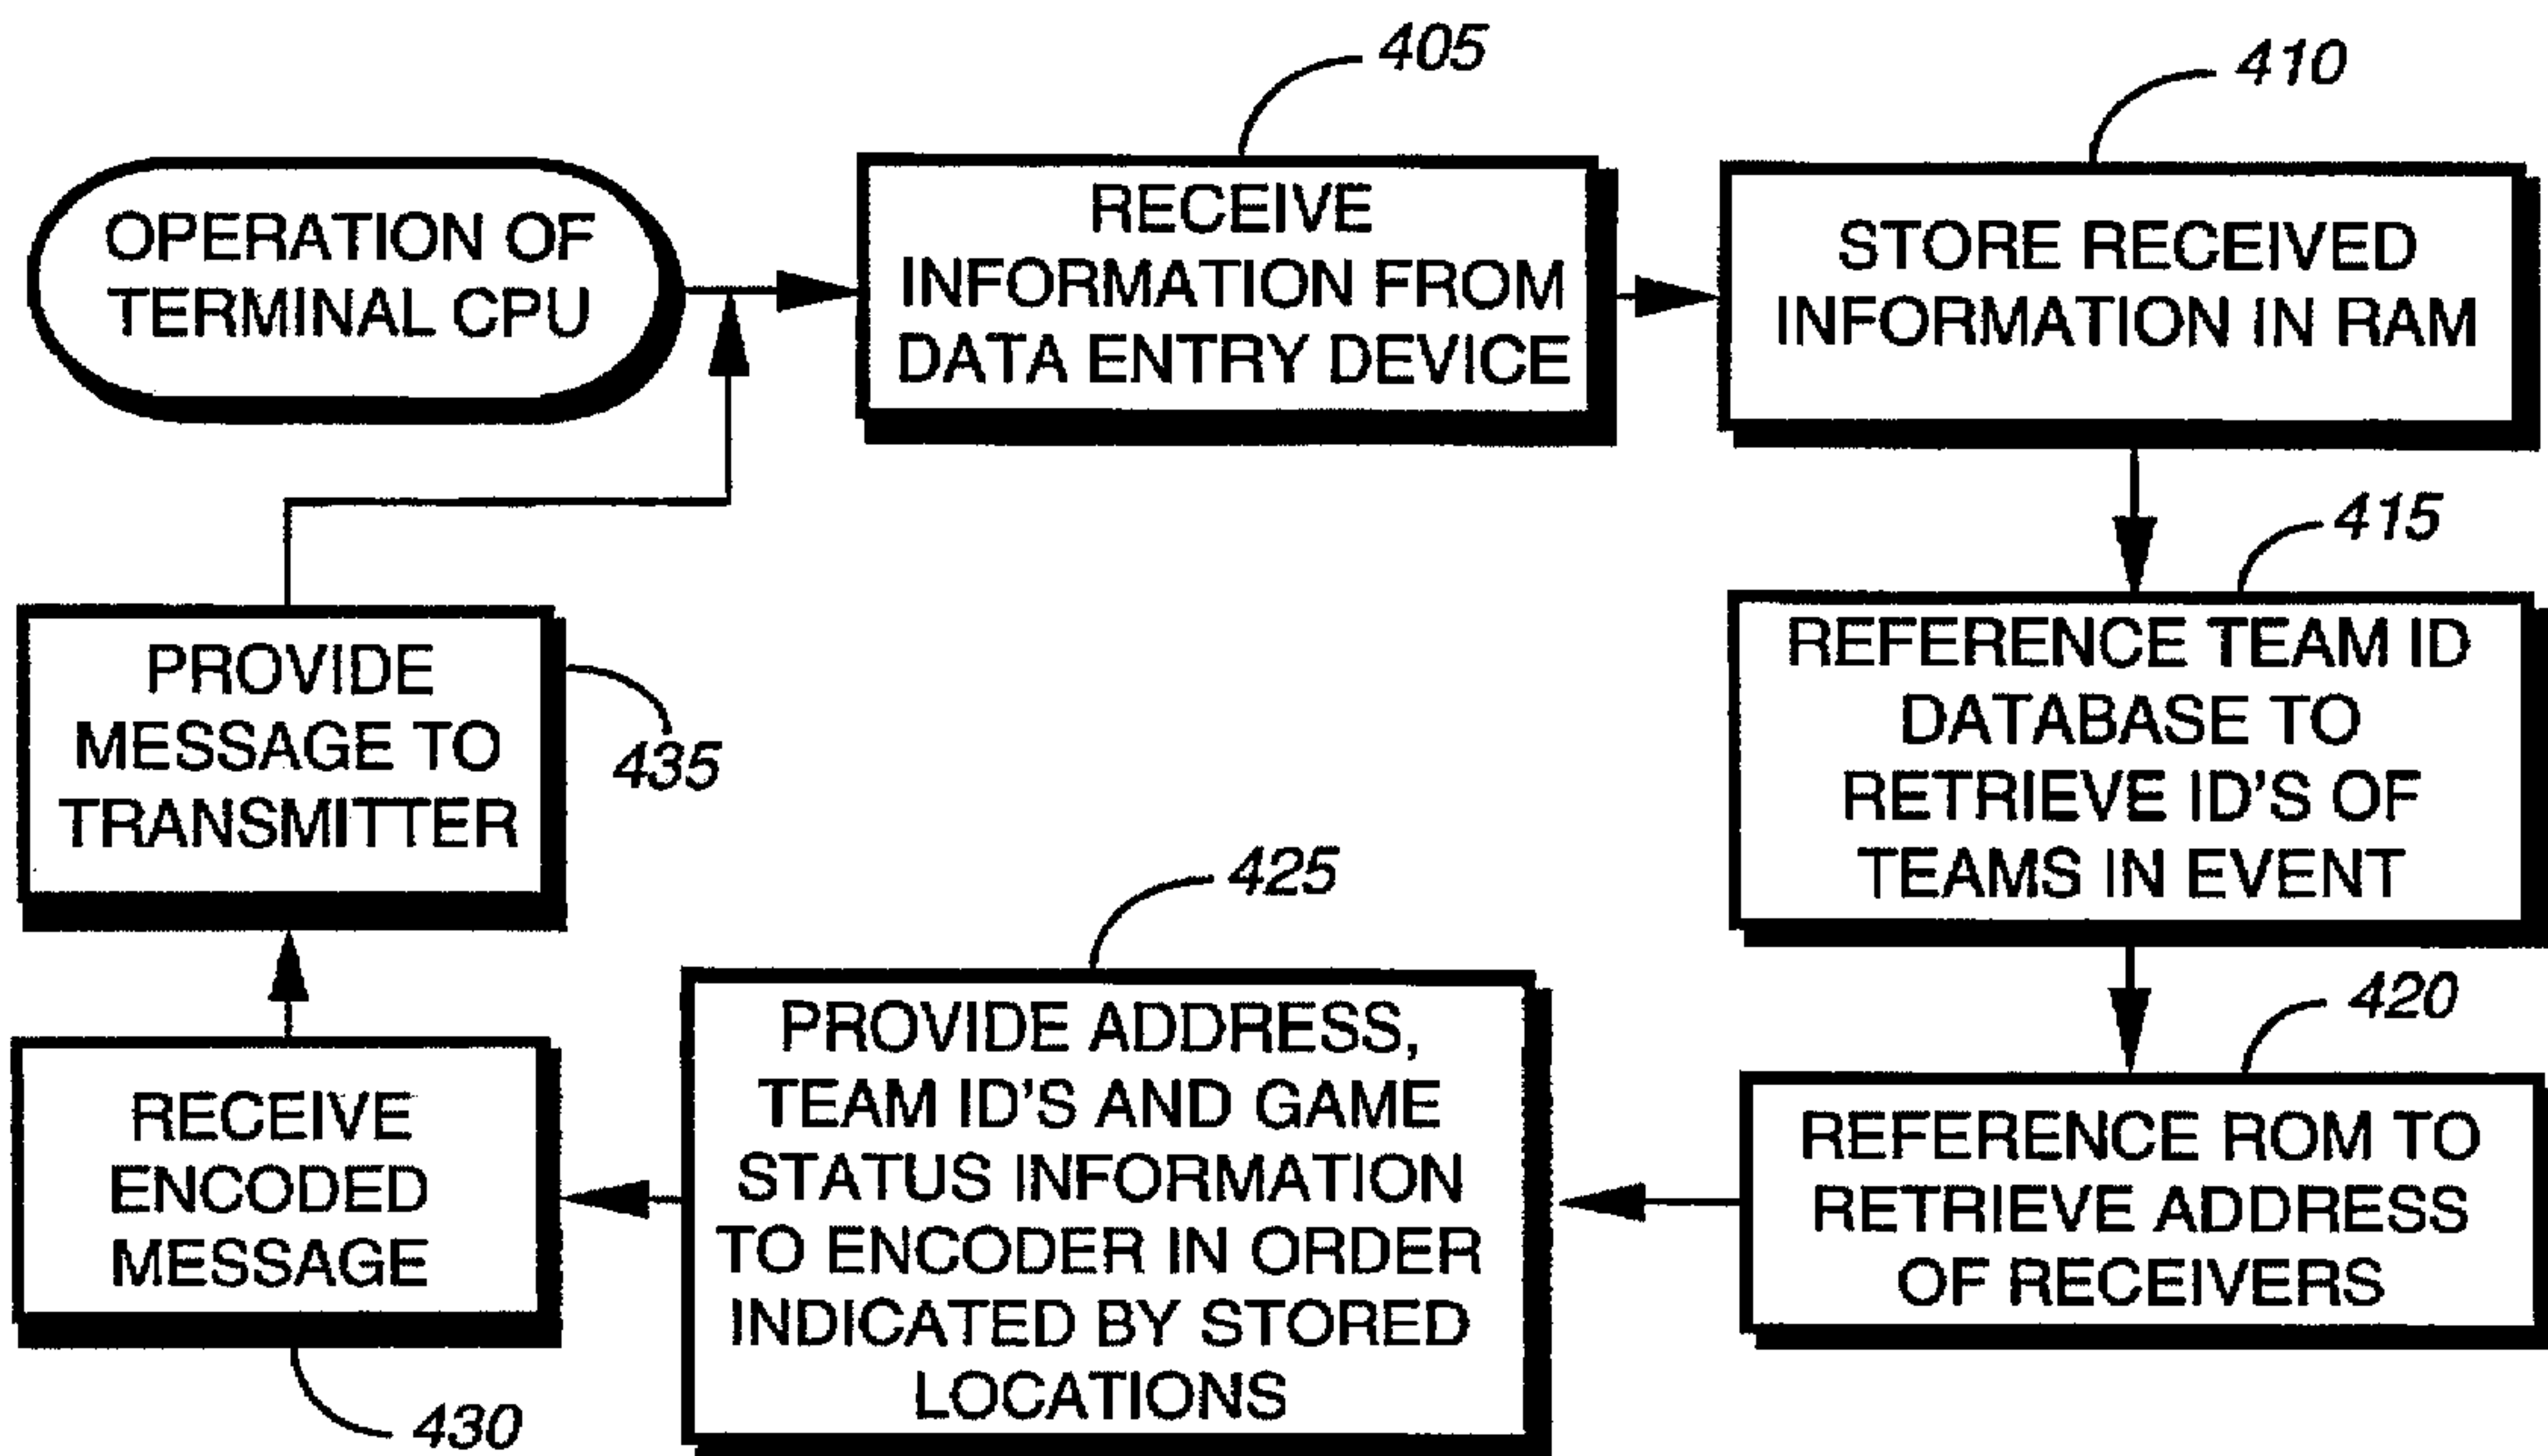 OPERATION OF
TERMINAL CPU
405
RECEIVE
INFORMATION FROM
DATA ENTRY DEVICE
410
STORE RECEIVED
INFORMATION IN RAM
415
REFERENCE TEAM ID
DATABASE TO
RETRIEVE ID'S OF
TEAMS IN EVENT
420
REFERENCE ROM TO
RETRIEVE ADDRESS
OF RECEIVERS
425
PROVIDE ADDRESS,
TEAM ID'S AND GAME
STATUS INFORMATION
TO ENCODER IN ORDER
INDICATED BY STORED
LOCATIONS
RECEIVE
ENCODED
MESSAGE
430
PROVIDE
MESSAGE TO
TRANSMITTER
435